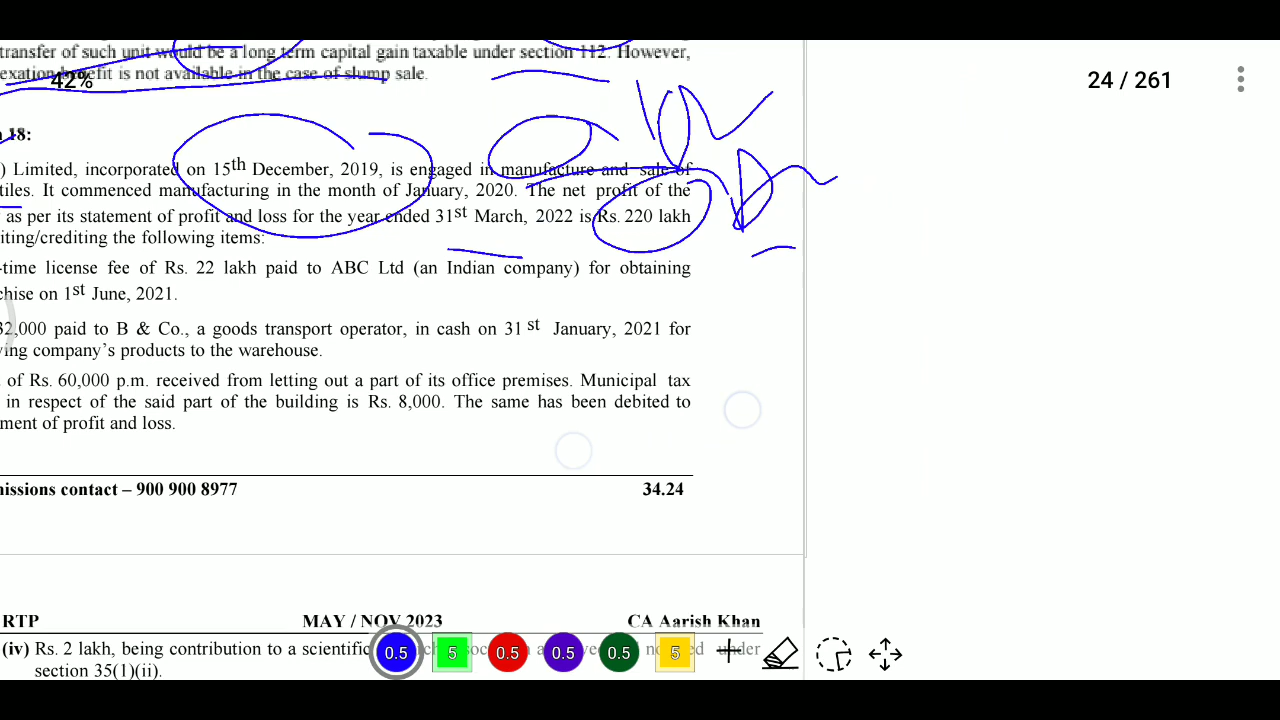 transfer of such unit would be a long term capital gain taxable under section 112. However,
exation benefit is not available in the case of slump sale.
42%
24 / 261
18:
) Limited, incorporated on 15th December, 2019, is engaged in manufacture and sale of
tiles. It commenced manufacturing in the month of January, 2020. The net profit of the
as per its statement of profit and loss for the year ended 31st March, 2022 is Rs. 220 lakh
iting/crediting the following items:
-time license fee of Rs. 22 lakh paid to ABC Ltd (an Indian company) for obtaining
chise on 1st June, 2021.
32,000 paid to B & Co., a goods transport operator, in cash on 31 st January, 2021 for
ving company's products to the warehouse.
of Rs. 60,000 p.m. received from letting out a part of its office premises. Municipal tax
in respect of the said part of the building is Rs. 8,000. The same has been debited to
ment of profit and loss.
missions contact – 900 900 8977 34.24
RTP MAY / NOV 2023 CA Aarish Khan
(iv) Rs. 2 lakh, being contribution to a scientific under
section 35(1)(ii).
0.5 5 0.5 0.5 0.5 5